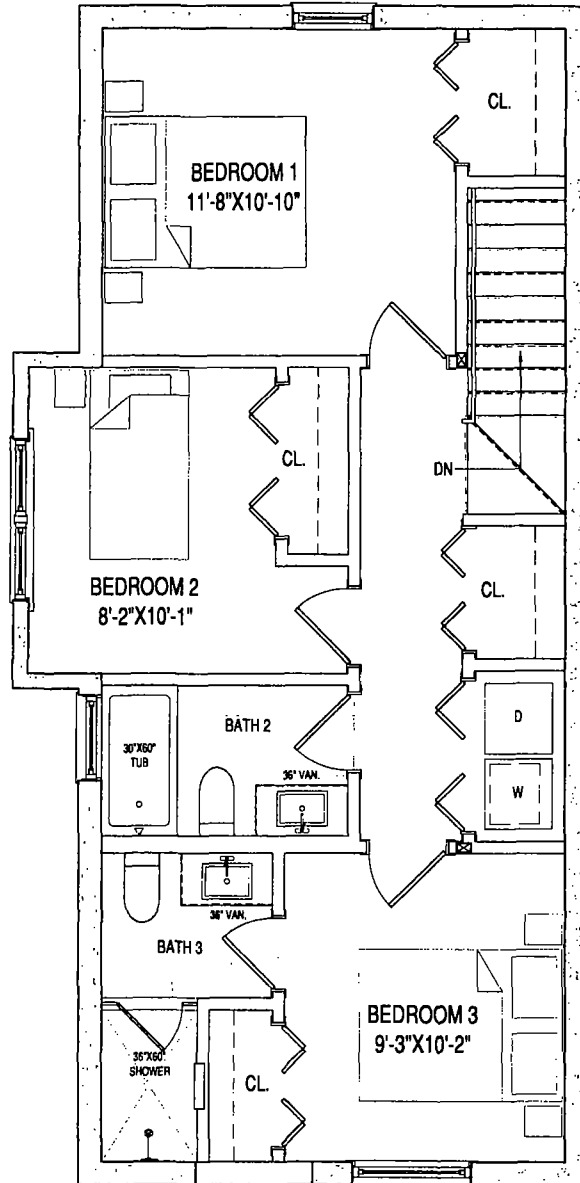 CL.
BEDROOM 1
11'-8"X10'-10"
CL.
DN
BEDROOM 2
8'-2"X10'-1"
CL.
BATH 2
D
30"X60"
TUB
36" VAN.
W
36" VAN.
BATH 3
BEDROOM 3
9'-3"X10'-2"
36"X60"
SHOWER
CL.